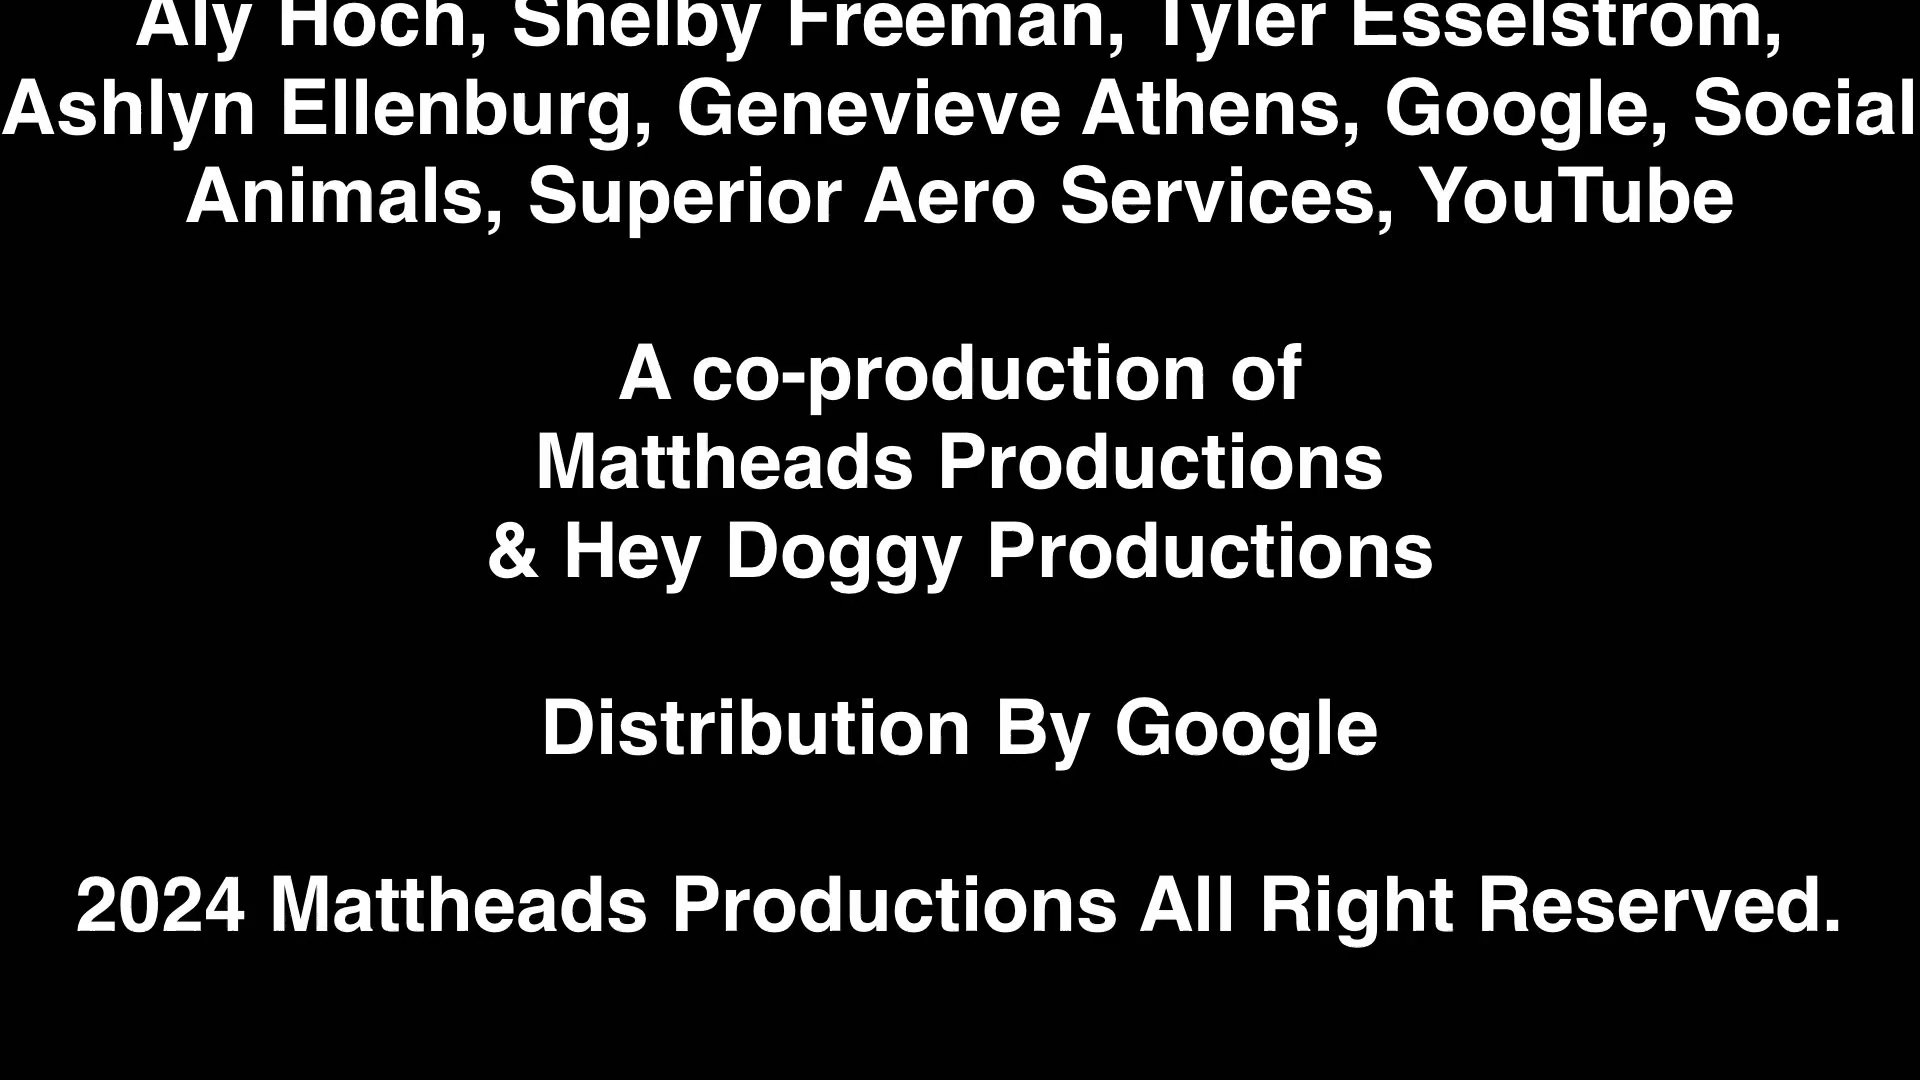 Aly Hoch, Shelby Freeman, Tyler Esselstrom,
Ashlyn Ellenburg, Genevieve Athens, Google, Social
Animals, Superior Aero Services, YouTube
A co-production of
Mattheads Productions
& Hey Doggy Productions
Distribution By Google
2024 Mattheads Productions All Right Reserved.